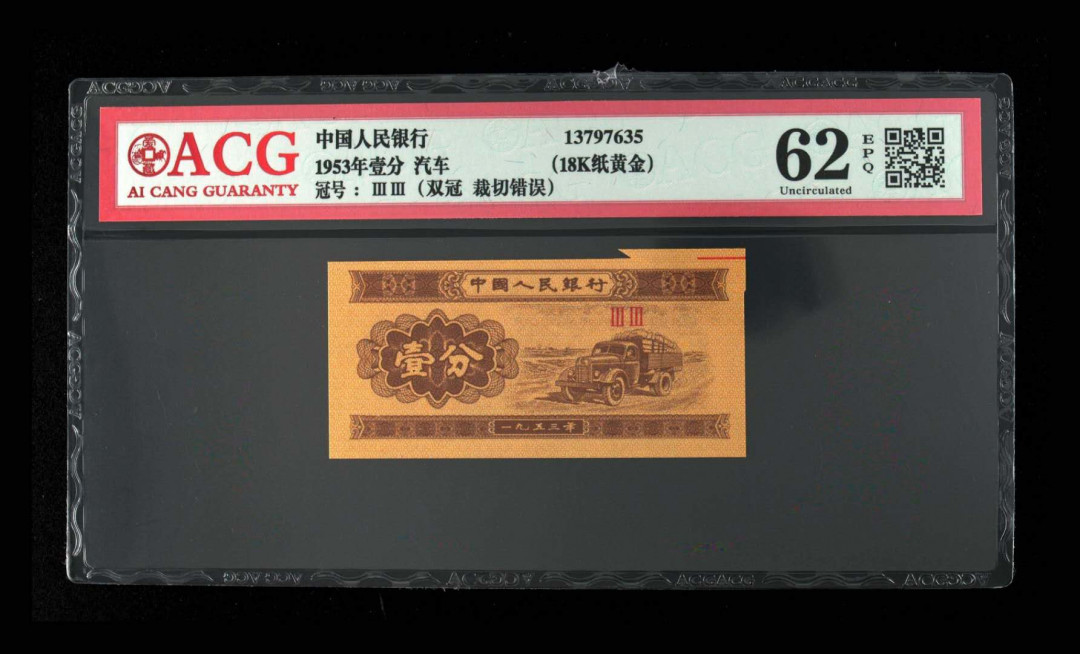 ACG
AI CANG GUARANTY
中国人民银行
1953年壹分 汽车
冠号：ⅢⅢ（双冠 裁切错误）
13797635
（18K纸黄金）
62
EPQ
Uncirculated
中國人民銀行
ⅢⅢ
壹分
一九五三年